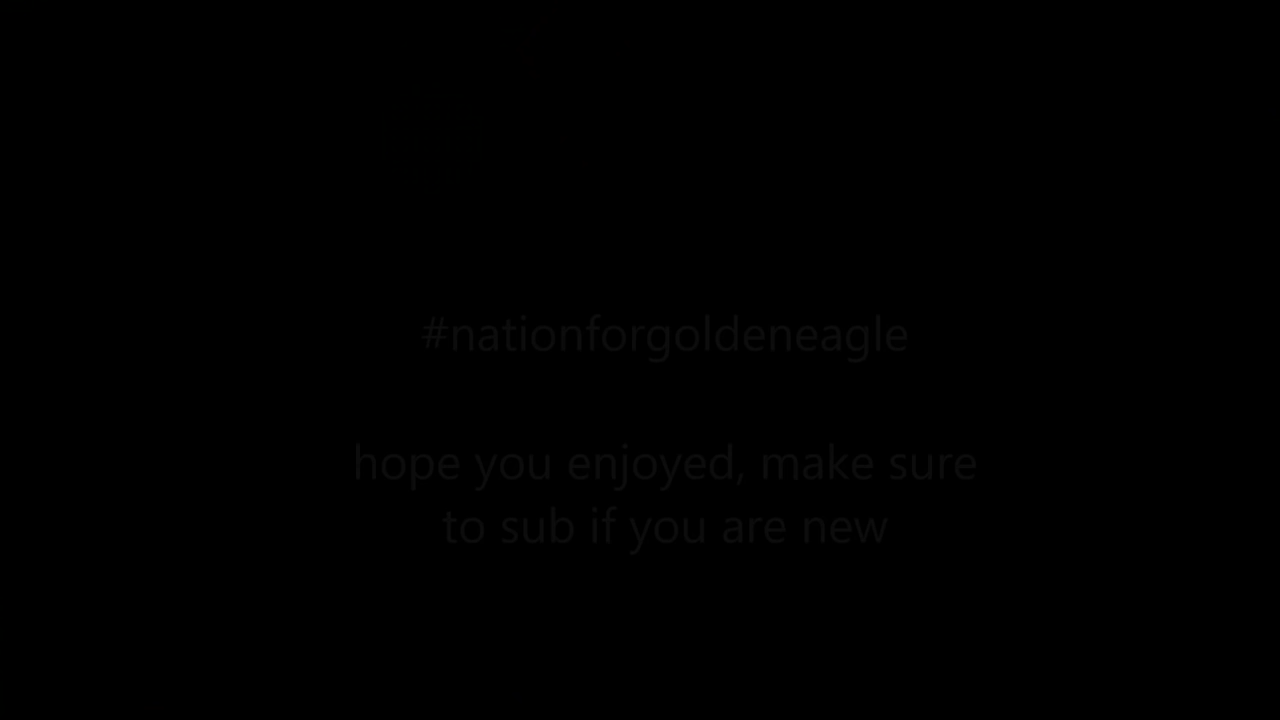 #nationforgoldeneagle
hope you enjoyed, make sure
to sub if you are new